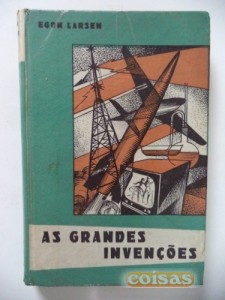 EGON LARSEN
AS GRANDES
INVENÇÕES
coisas